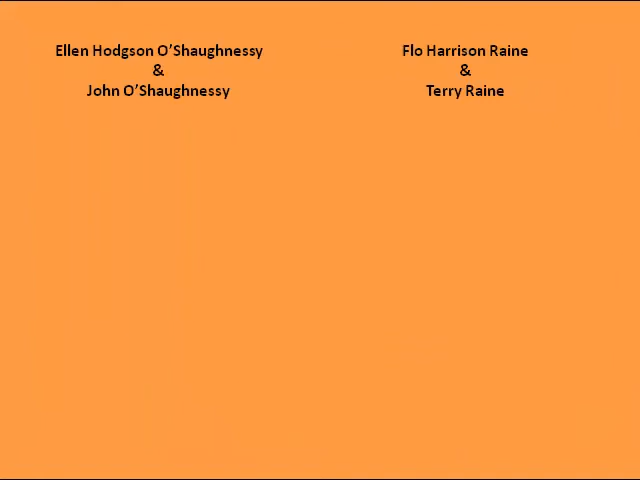 Ellen Hodgson O’Shaughnessy
&
John O’Shaughnessy
Flo Harrison Raine
&
Terry Raine